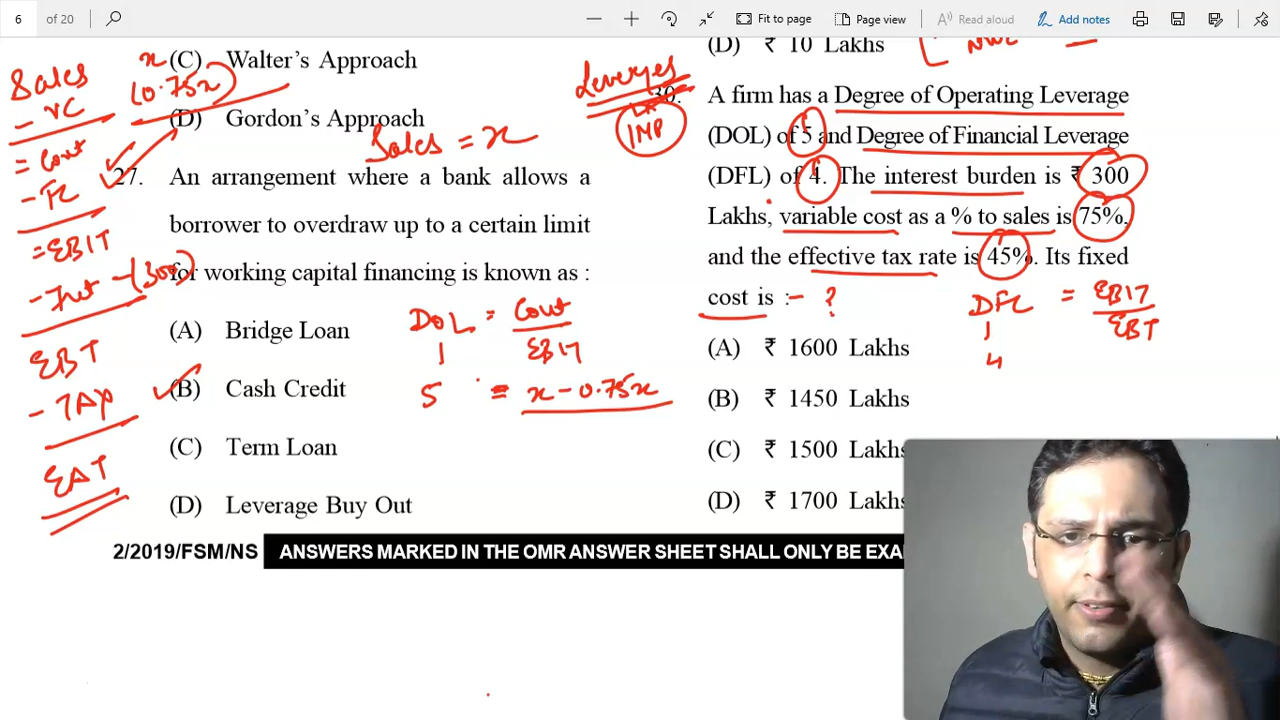 6 of 20
Fit to page
Page view
Read aloud
Add notes
(C) Walter's Approach
(D) Gordon's Approach
27. An arrangement where a bank allows a
borrower to overdraw up to a certain limit
for working capital financing is known as :
(A) Bridge Loan
(B) Cash Credit
(C) Term Loan
(D) Leverage Buy Out
Sales
- VC
= Cont
- FC
= EBIT
- Int - (300)
EBT
- TAX
EAT
x
(0.75x)
Sales = x
DOL = Cont
EBIT
5 = x - 0.75x
(D) ₹ 10 Lakhs
NWC
Leverages
IMP
30. A firm has a Degree of Operating Leverage
(DOL) of 5 and Degree of Financial Leverage
(DFL) of 4. The interest burden is ₹ 300
Lakhs, variable cost as a % to sales is 75%,
and the effective tax rate is 45%. Its fixed
cost is :- ?
DFL = EBIT
EBT
4
(A) ₹ 1600 Lakhs
(B) ₹ 1450 Lakhs
(C) ₹ 1500 Lakhs
(D) ₹ 1700 Lakhs
2/2019/FSM/NS ANSWERS MARKED IN THE OMR ANSWER SHEET SHALL ONLY BE